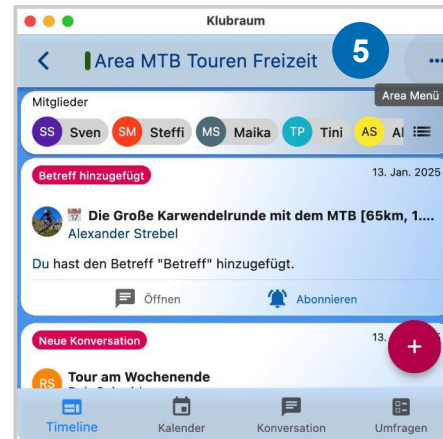 Klubraum
Area MTB Touren Freizeit
5
Area Menü
Mitglieder
SS Sven SM Steffi MS Maika TP Tini AS Al
Betreff hinzugefügt 13. Jan. 2025
17 Die Große Karwendelrunde mit dem MTB [65km, 1....
Alexander Strebel
Du hast den Betreff "Betreff" hinzugefügt.
Öffnen Abonnieren
Neue Konversation 13.
RS Tour am Wochenende
Timeline Kalender Konversation Umfragen